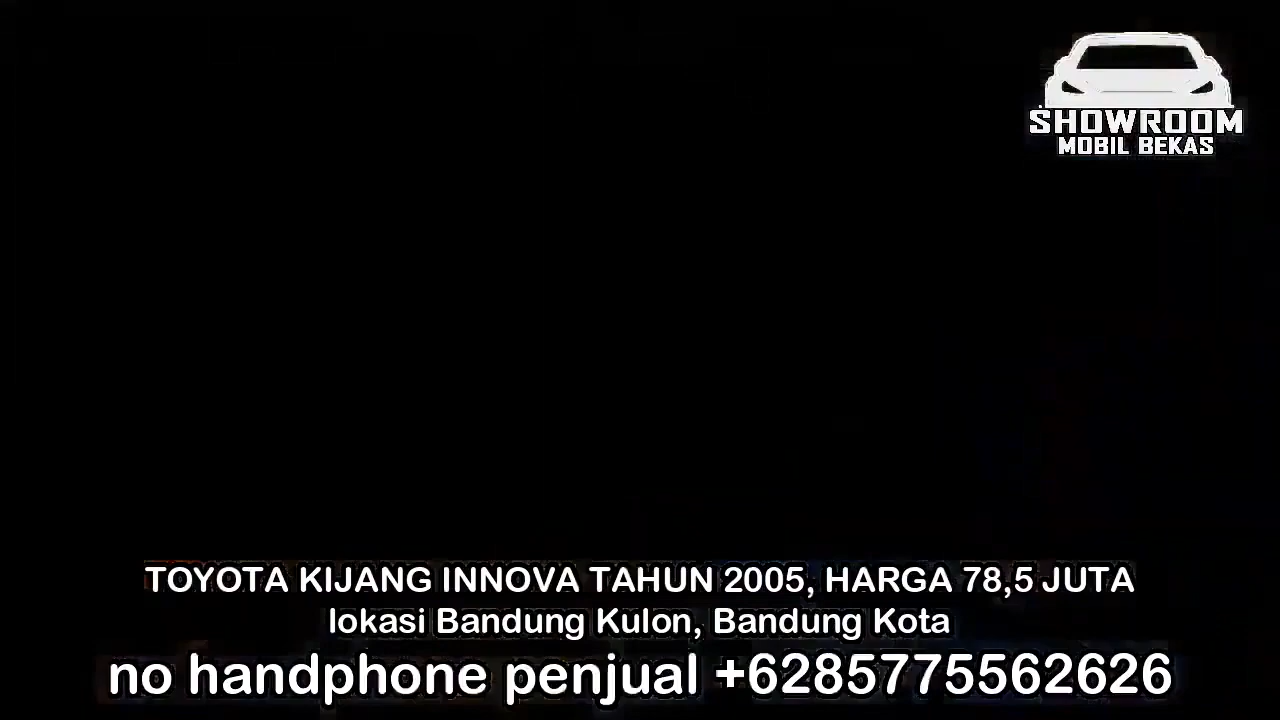 SHOWROOM
MOBIL BEKAS
TOYOTA KIJANG INNOVA TAHUN 2005, HARGA 78,5 JUTA
lokasi Bandung Kulon, Bandung Kota
no handphone penjual +6285775562626